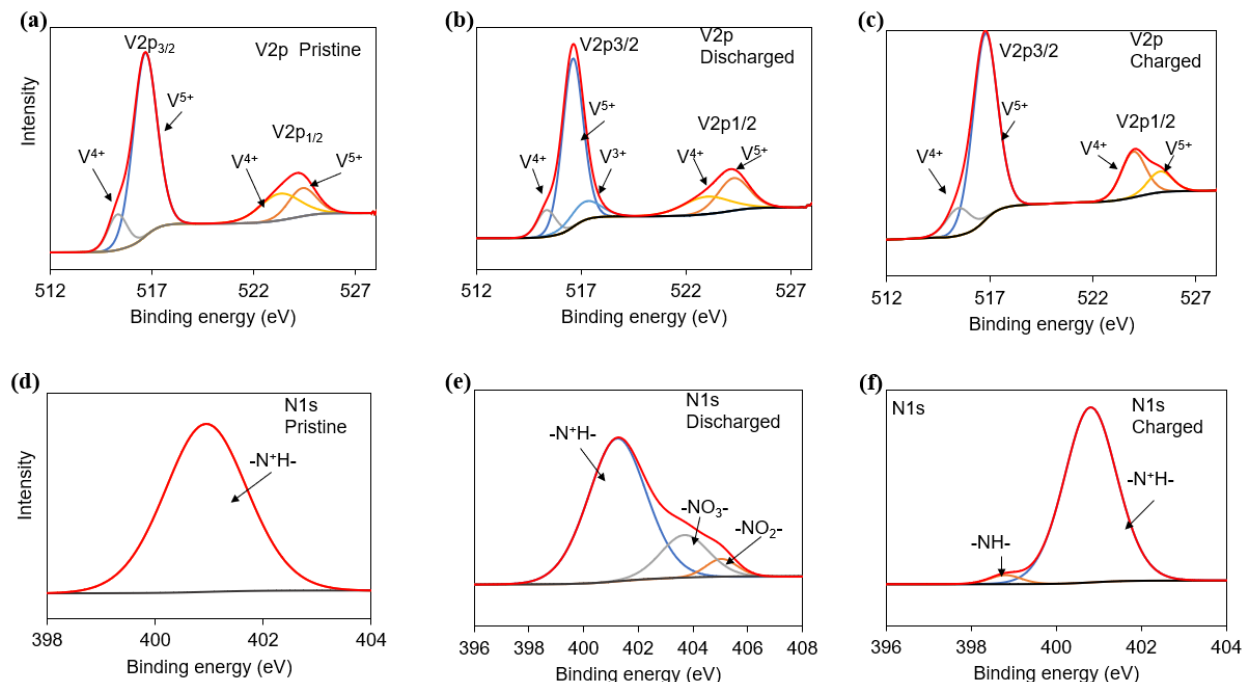 (a)
V2p₃/₂
V2p Pristine
V⁵⁺
V⁴⁺
V2p₁/₂
V⁴⁺
V⁵⁺
Intensity
512 517 522 527
Binding energy (eV)
(b)
V2p3/2
V2p
Discharged
V⁵⁺
V⁴⁺
V³⁺
V2p1/2
V⁴⁺
V⁵⁺
512 517 522 527
Binding energy (eV)
(c)
V2p3/2
V2p
Charged
V⁵⁺
V⁴⁺
V2p1/2
V⁴⁺
V⁵⁺
512 517 522 527
Binding energy (eV)
(d)
N1s
Pristine
-N⁺H-
Intensity
398 400 402 404
Binding energy (eV)
(e)
N1s
Discharged
-N⁺H-
-NO₃-
-NO₂-
396 398 400 402 404 406 408
Binding energy (eV)
(f)
N1s
N1s
Charged
-N⁺H-
-NH-
396 398 400 402 404
Binding energy (eV)